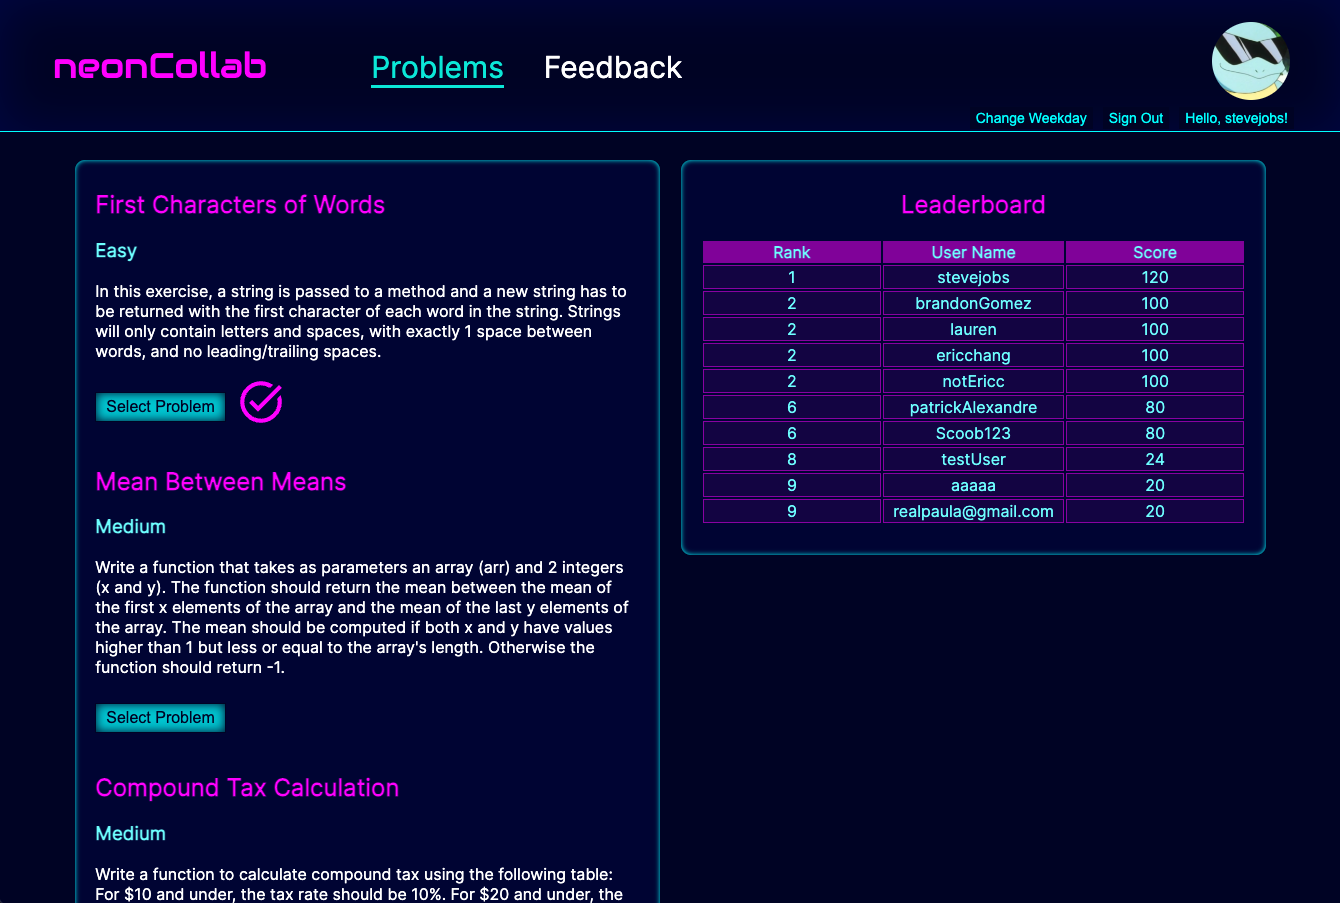 neonCollab
Problems Feedback
Change Weekday Sign Out Hello, stevejobs!
First Characters of Words
Easy
In this exercise, a string is passed to a method and a new string has to
be returned with the first character of each word in the string. Strings
will only contain letters and spaces, with exactly 1 space between
words, and no leading/trailing spaces.
Select Problem
Mean Between Means
Medium
Write a function that takes as parameters an array (arr) and 2 integers
(x and y). The function should return the mean between the mean of
the first x elements of the array and the mean of the last y elements of
the array. The mean should be computed if both x and y have values
higher than 1 but less or equal to the array's length. Otherwise the
function should return -1.
Select Problem
Compound Tax Calculation
Medium
Write a function to calculate compound tax using the following table:
For $10 and under, the tax rate should be 10%. For $20 and under, the
Leaderboard
Rank User Name Score
1 stevejobs 120
2 brandonGomez 100
2 lauren 100
2 ericchang 100
2 notEricc 100
6 patrickAlexandre 80
6 Scoob123 80
8 testUser 24
9 aaaaa 20
9 realpaula@gmail.com 20